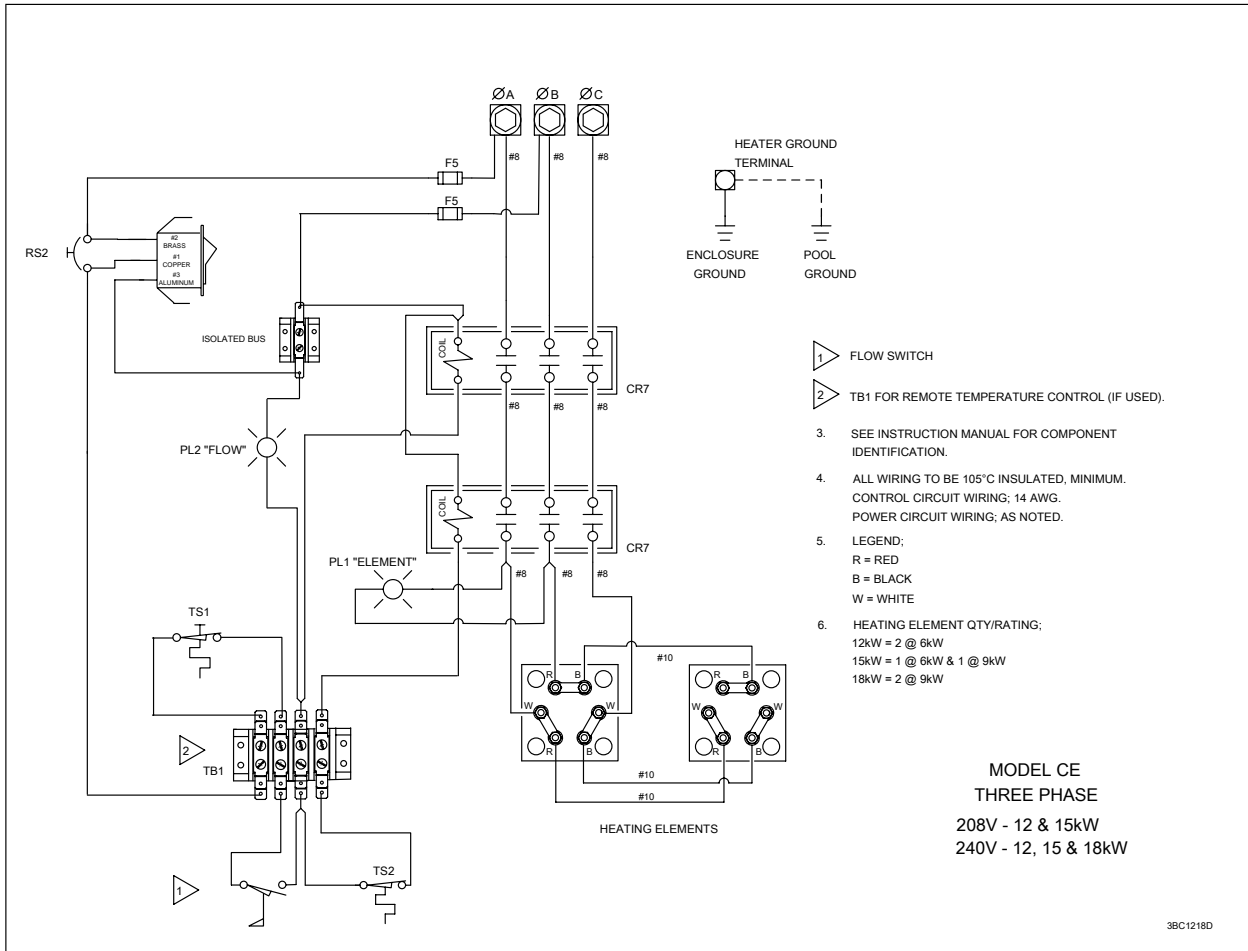 ØA ØB ØC
#8 #8 #8
F5
F5
HEATER GROUND
TERMINAL
ENCLOSURE
GROUND
POOL
GROUND
RS2
#2
BRASS
#1
COPPER
#3
ALUMINUM
ISOLATED BUS
COIL
CR7
#8 #8 #8
PL2 "FLOW"
COIL
CR7
#8 #8 #8
PL1 "ELEMENT"
TS1
2
TB1
1
TS2
#10
R B
W W
R B
R B
W W
R B
#10
#10
HEATING ELEMENTS
1 FLOW SWITCH
2 TB1 FOR REMOTE TEMPERATURE CONTROL (IF USED).
3. SEE INSTRUCTION MANUAL FOR COMPONENT
IDENTIFICATION.
4. ALL WIRING TO BE 105°C INSULATED, MINIMUM.
CONTROL CIRCUIT WIRING; 14 AWG.
POWER CIRCUIT WIRING; AS NOTED.
5. LEGEND;
R = RED
B = BLACK
W = WHITE
6. HEATING ELEMENT QTY/RATING;
12kW = 2 @ 6kW
15kW = 1 @ 6kW & 1 @ 9kW
18kW = 2 @ 9kW
MODEL CE
THREE PHASE
208V - 12 & 15kW
240V - 12, 15 & 18kW
3BC1218D